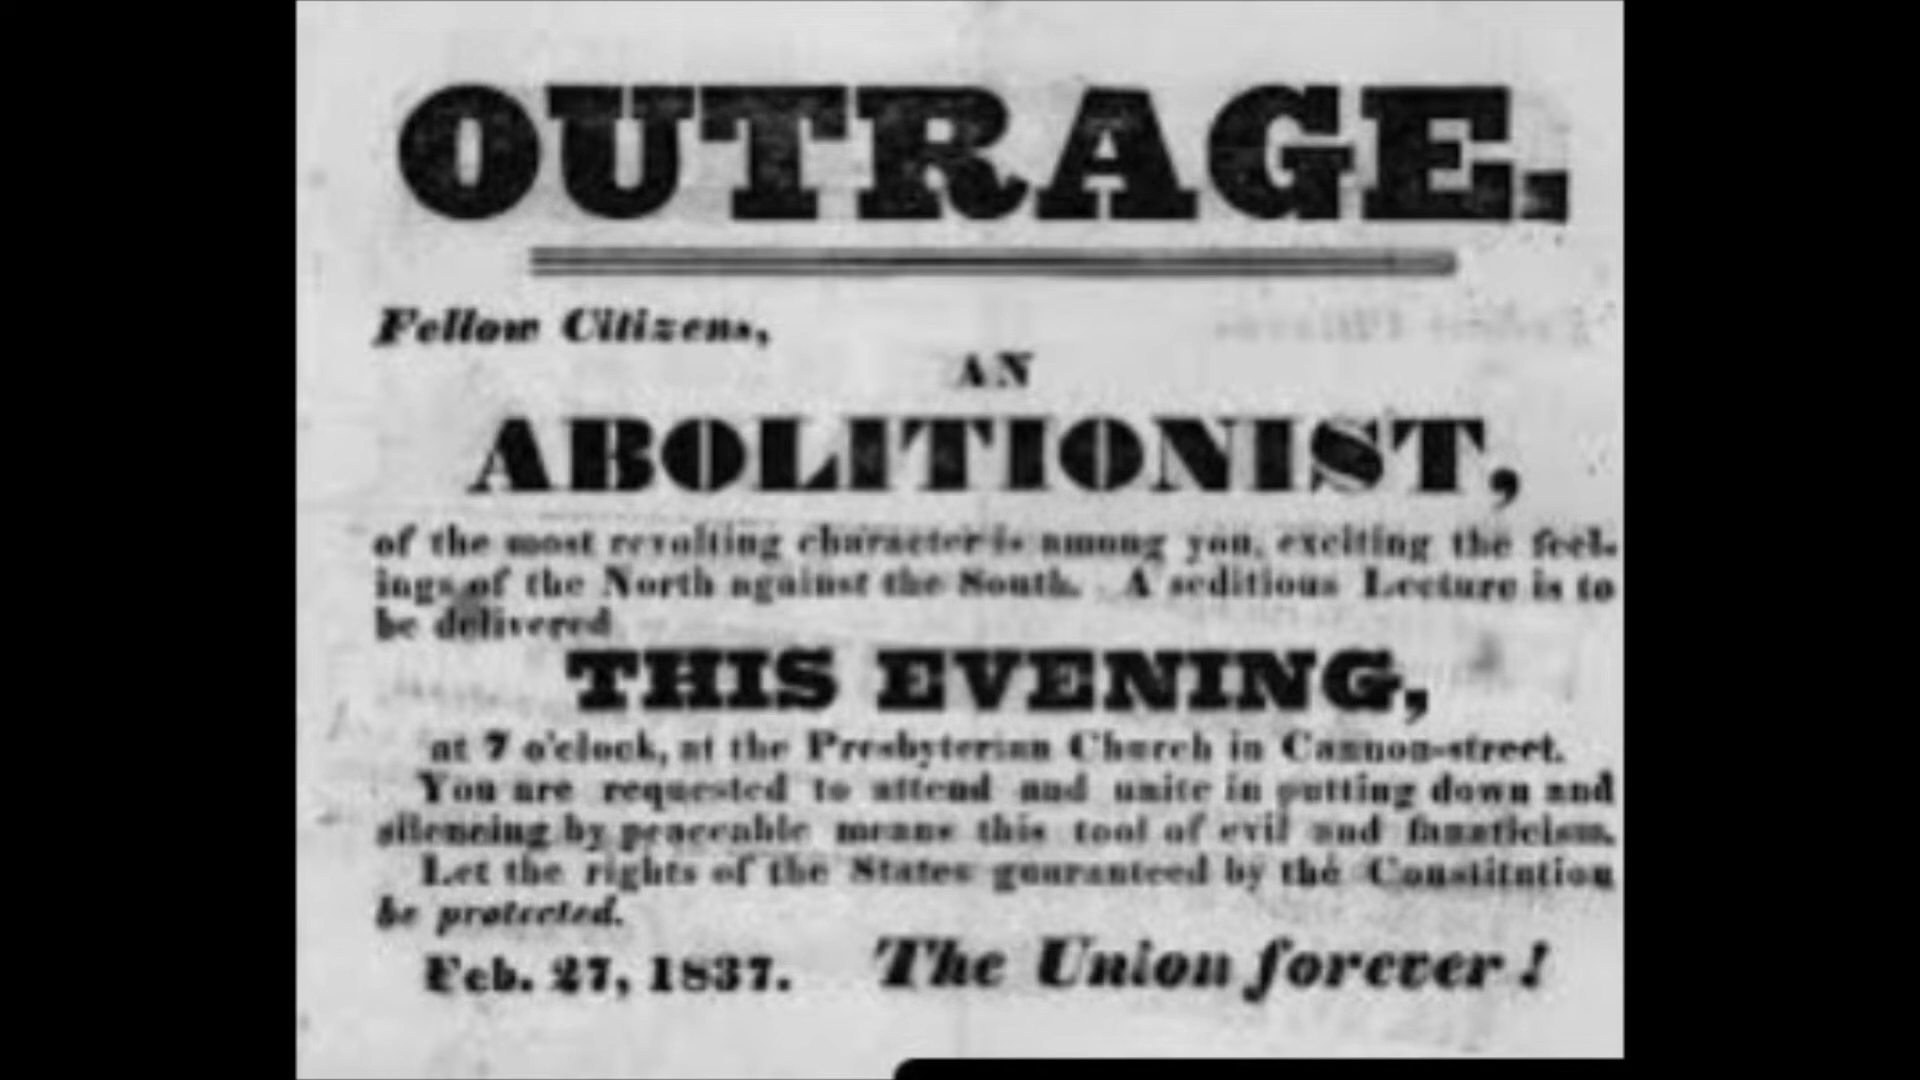 OUTRAGE.
Fellow Citizens,
AN
ABOLITIONIST,
of the most revolting character is among you, exciting the feel-
ings of the North against the South. A seditious Lecture is to
be delivered
THIS EVENING,
at 7 o'clock, at the Presbyterian Church in Cannon-street.
You are requested to attend and unite in putting down and
silencing by peaceable means this tool of evil and fanaticism.
Let the rights of the States guaranteed by the Constitution
be protected.
Feb. 27, 1837. The Union forever!